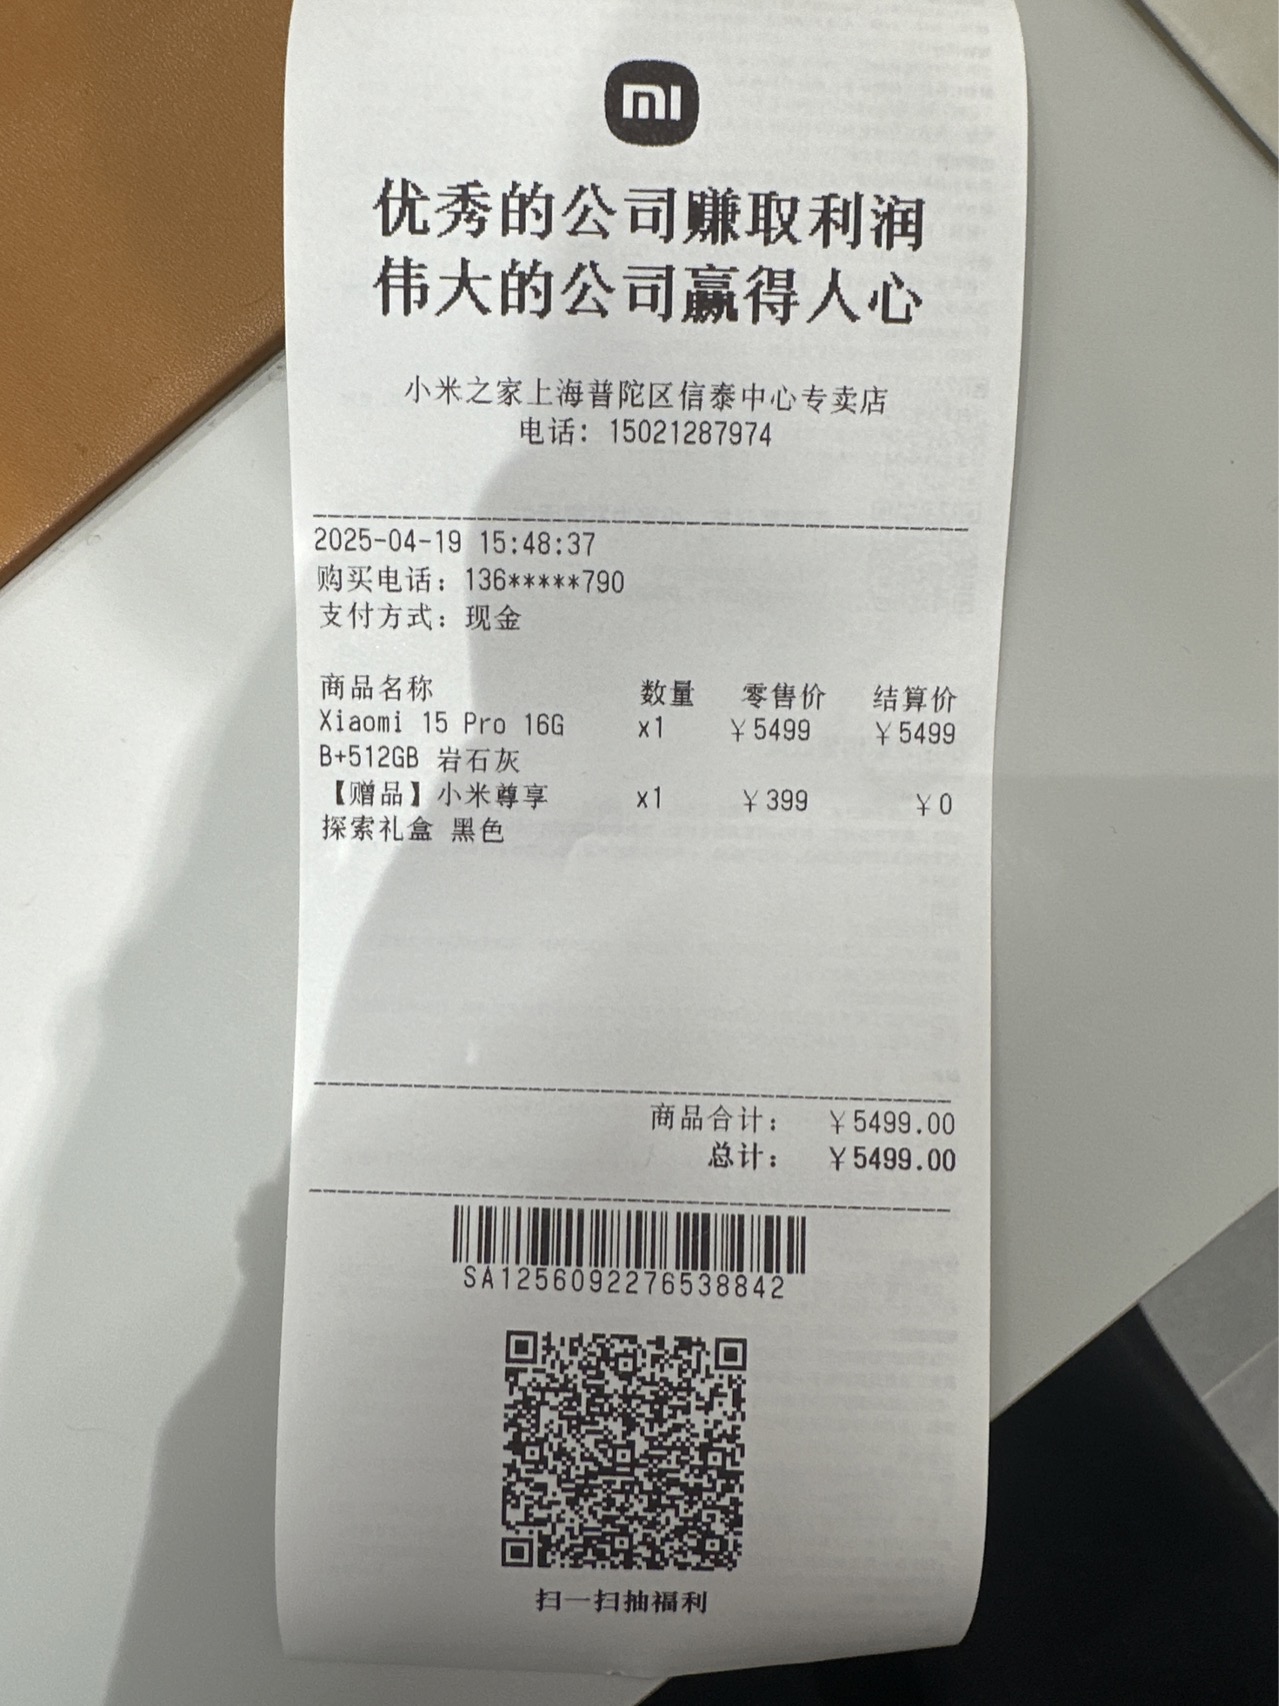 mi
优秀的公司赚取利润
伟大的公司赢得人心
小米之家上海普陀区信泰中心专卖店
电话: 15021287974
2025-04-19 15:48:37
购买电话: 136*****790
支付方式: 现金
商品名称 数量 零售价 结算价
Xiaomi 15 Pro 16G x1 ¥5499 ¥5499
B+512GB 岩石灰
【赠品】小米尊享 x1 ¥399 ¥0
探索礼盒 黑色
商品合计: ¥5499.00
总计: ¥5499.00
SA1256092276538842
扫一扫抽福利